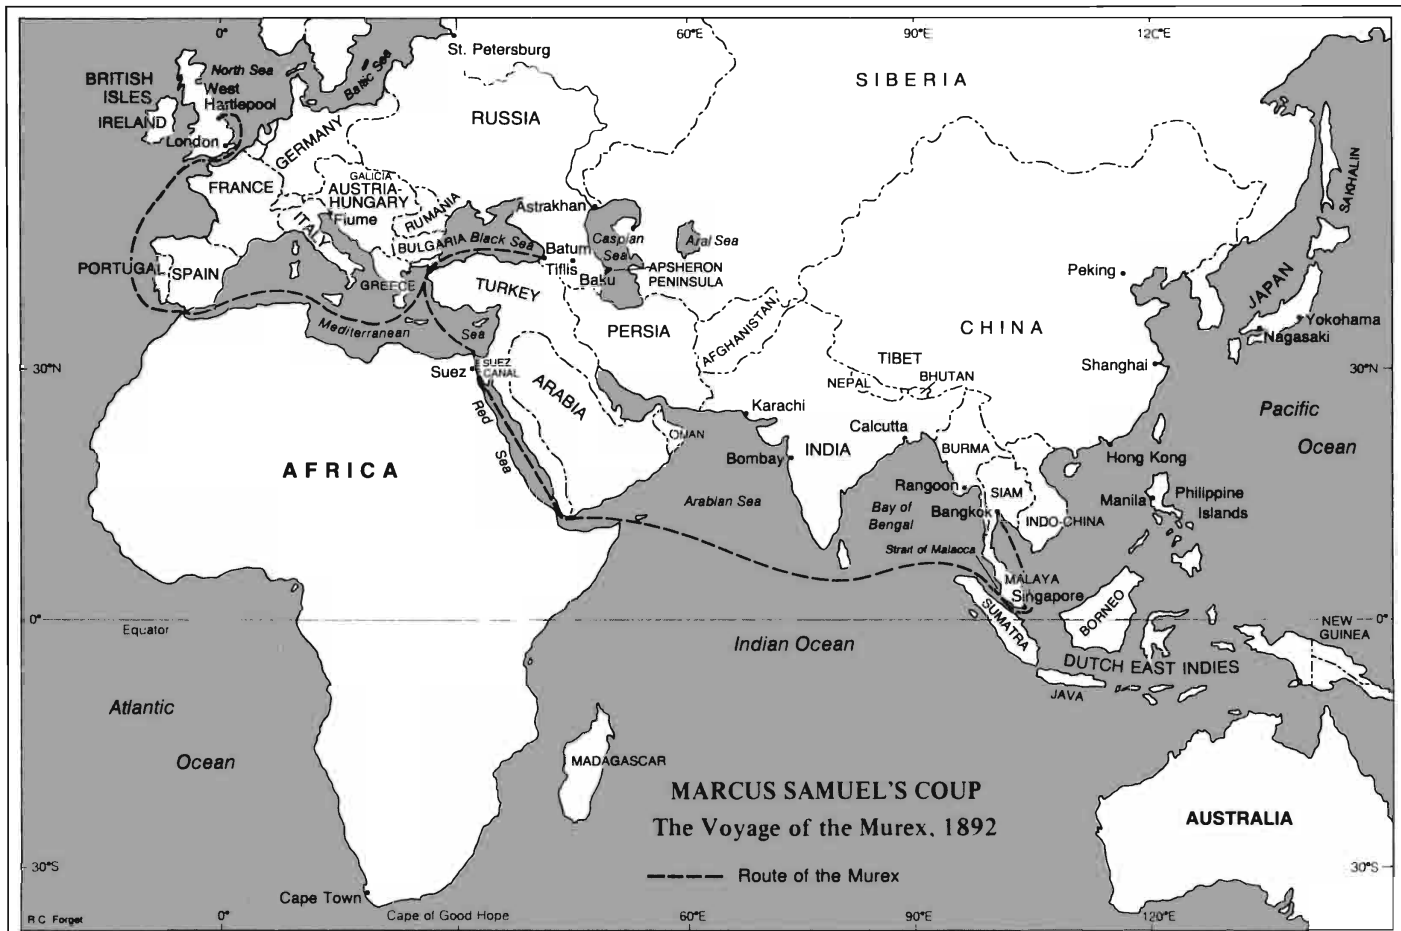 0°
60°E
90°E
120°E
St. Petersburg
North Sea
Baltic Sea
SIBERIA
BRITISH
ISLES
West
Hartlepool
IRELAND
RUSSIA
London
GERMANY
GALICIA
FRANCE
AUSTRIA-
HUNGARY
SAKHALIN
RUMANIA
Astrakhan
Fiume
ITALY
BULGARIA
Black Sea
Caspian
Sea
Aral Sea
Batum
Tiflis
Baku
APSHERON
PENINSULA
PORTUGAL
SPAIN
GREECE
TURKEY
Peking
JAPAN
Mediterranean
Sea
PERSIA
AFGHANISTAN
CHINA
Yokohama
Nagasaki
TIBET
Shanghai
30°N
Suez
SUEZ
CANAL
NEPAL
BHUTAN
30°N
ARABIA
Karachi
Red
Sea
Calcutta
Pacific
Ocean
OMAN
INDIA
BURMA
AFRICA
Bombay
Hong Kong
Rangoon
SIAM
Arabian Sea
Bay of
Bengal
Bangkok
INDO-CHINA
Manila
Philippine
Islands
Strait of Malacca
MALAYA
Singapore
SUMATRA
BORNEO
0°
Equator
0°
NEW
GUINEA
Indian Ocean
DUTCH EAST INDIES
JAVA
Atlantic
Ocean
MADAGASCAR
MARCUS SAMUEL'S COUP
The Voyage of the Murex, 1892
AUSTRALIA
30°S
Route of the Murex
30°S
Cape Town
R.C. Forget
0°
Cape of Good Hope
60°E
90°E
120°E